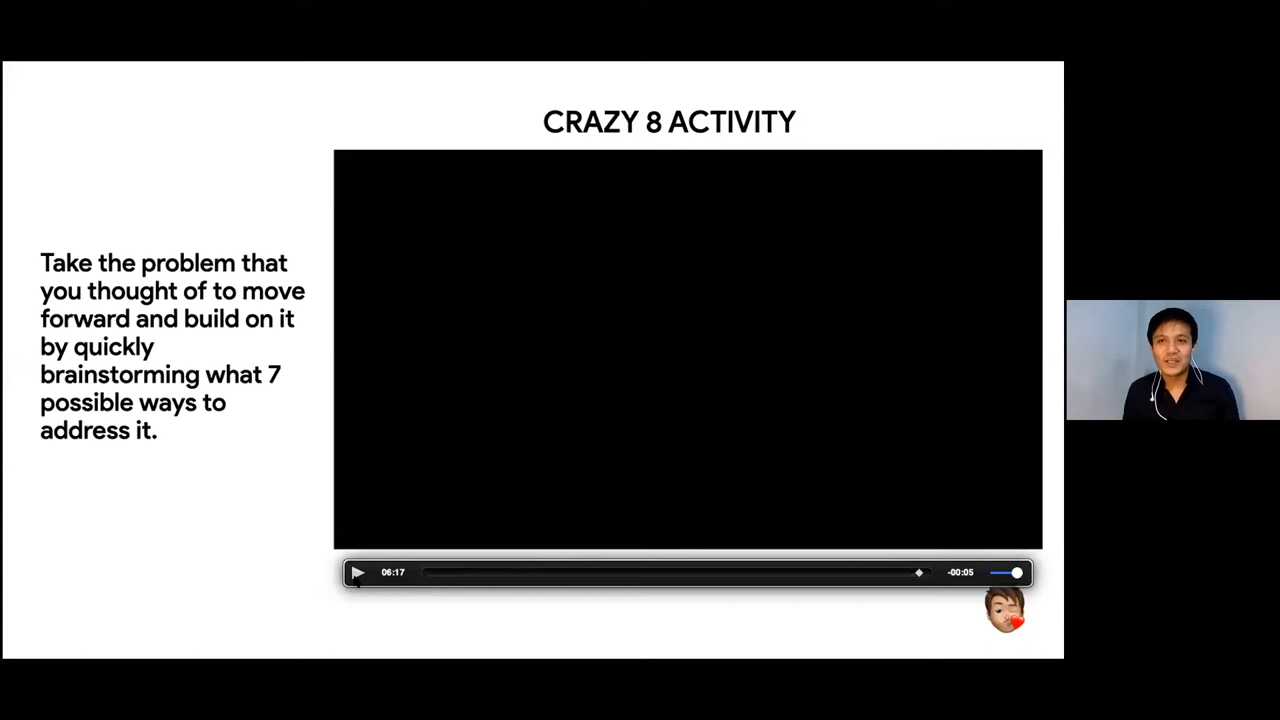 CRAZY 8 ACTIVITY
Take the problem that
you thought of to move
forward and build on it
by quickly
brainstorming what 7
possible ways to
address it.
06:17
-00:05